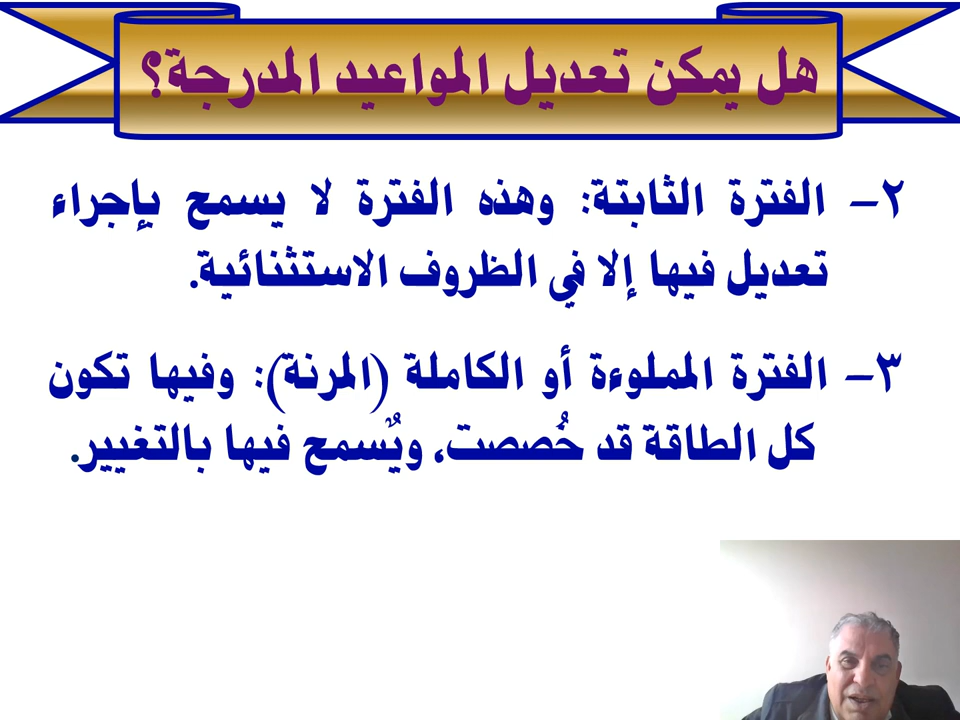 هل يمكن تعديل المواعيد المدرجة؟
٢- الفترة الثابتة: وهذه الفترة لا يسمح بإجراء
تعديل فيها إلا في الظروف الاستثنائية.
٣- الفترة المملوءة أو الكاملة (المرنة): وفيها تكون
كل الطاقة قد خُصصت، ويُسمح فيها بالتغيير.